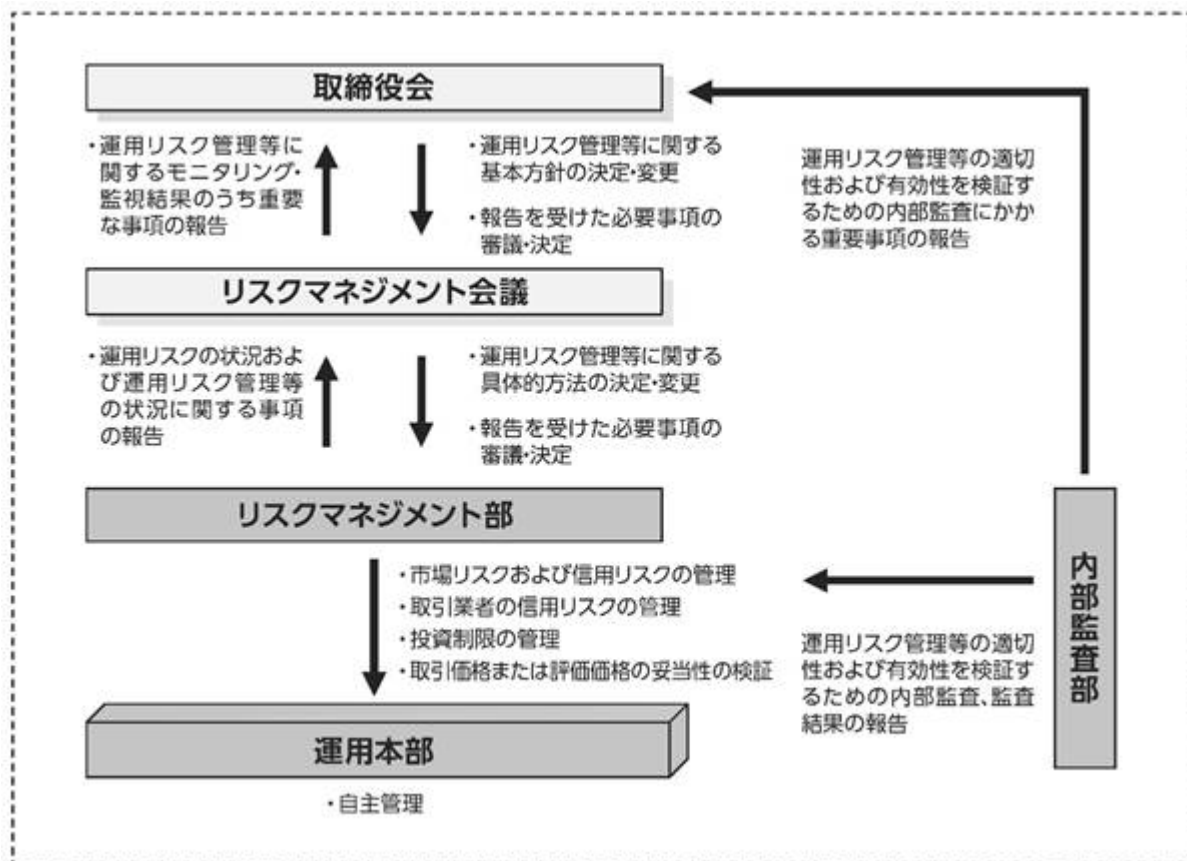 取締役会
・運用リスク管理等に
関するモニタリング・
監視結果のうち重要
な事項の報告
・運用リスク管理等に関する
基本方針の決定・変更
・報告を受けた必要事項の
審議・決定
運用リスク管理等の適切
性および有効性を検証す
るための内部監査にかか
る重要事項の報告
リスクマネジメント会議
・運用リスクの状況およ
び運用リスク管理等
の状況に関する事項
の報告
・運用リスク管理等に関する
具体的方法の決定・変更
・報告を受けた必要事項の
審議・決定
リスクマネジメント部
・市場リスクおよび信用リスクの管理
・取引業者の信用リスクの管理
・投資制限の管理
・取引価格または評価価格の妥当性の検証
内部監査部
運用リスク管理等の適切
性および有効性を検証す
るための内部監査、監査
結果の報告
運用本部
・自主管理